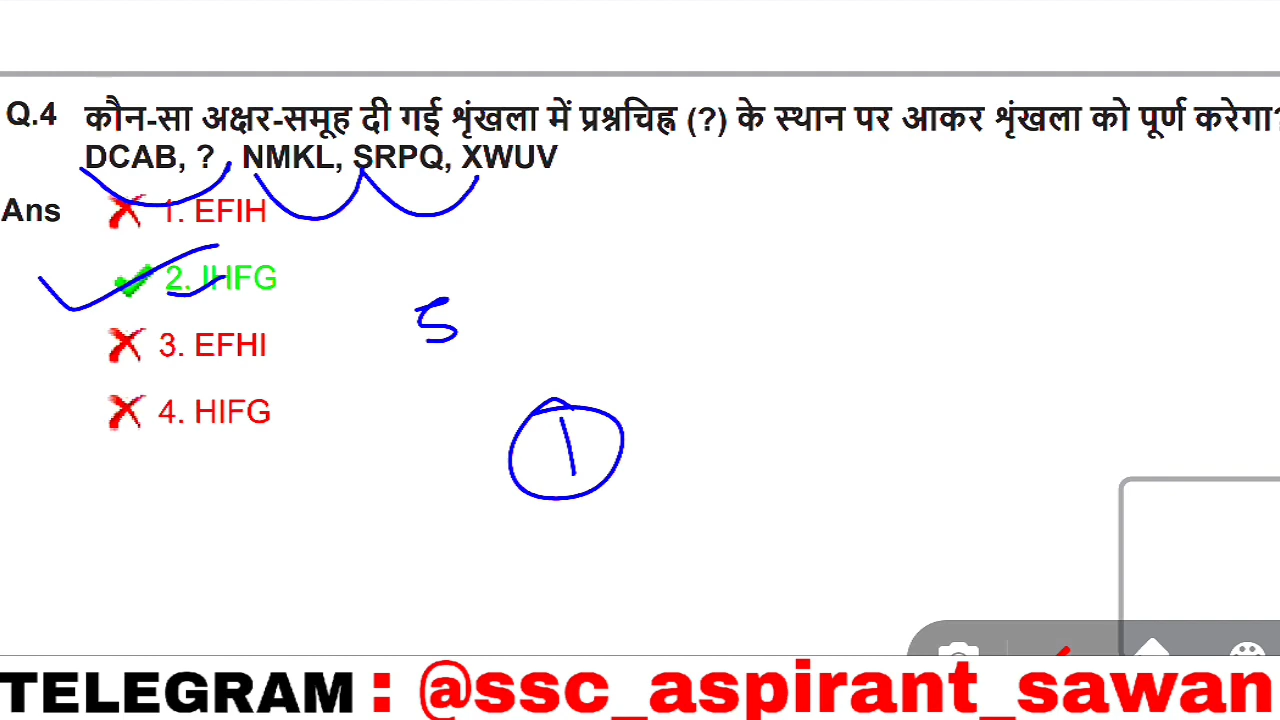 Q.4 कौन-सा अक्षर-समूह दी गई शृंखला में प्रश्नचिह्न (?) के स्थान पर आकर शृंखला को पूर्ण करेगा?
DCAB, ? NMKL, SRPQ, XWUV
Ans 1. EFIH
2. IHFG
3. EFHI
4. HIFG
5
1
TELEGRAM : @ssc_aspirant_sawan